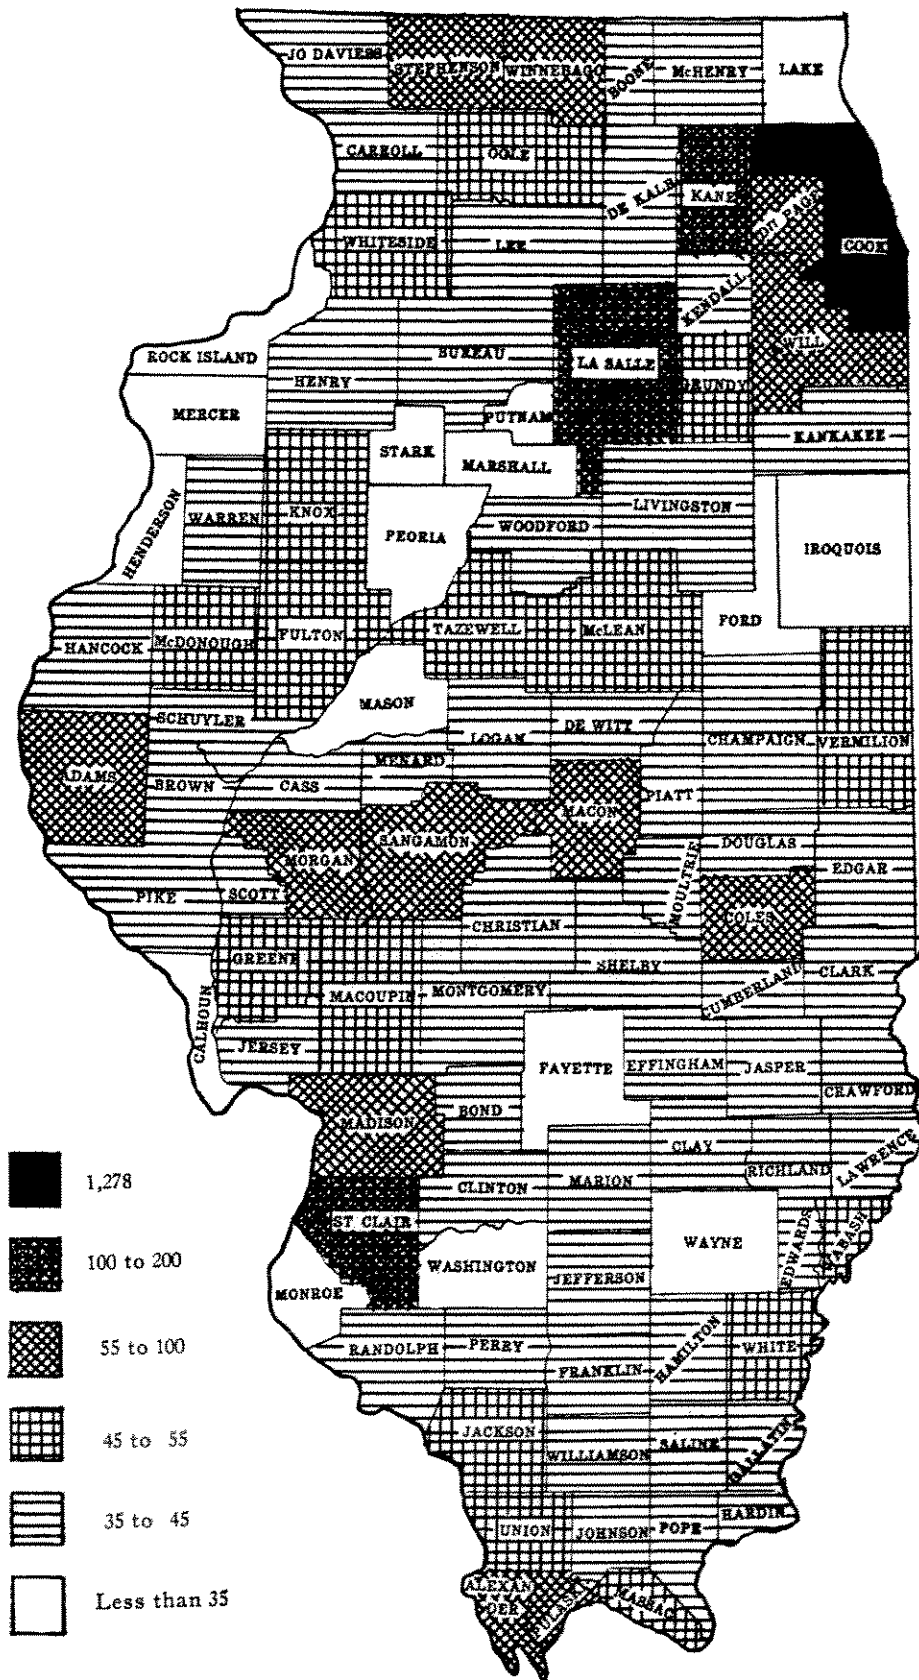 JO DAVIESS
STEPHENSON
WINNEBAGO
BOONE
McHENRY
LAKE
CARROLL
OGLE
DE KALB
KANE
DU PAGE
COOK
WHITESIDE
LEE
KENDALL
ROCK ISLAND
HENRY
BUREAU
LA SALLE
GRUNDY
WILL
MERCER
PUTNAM
KANKAKEE
STARK
MARSHALL
HENDERSON
WARREN
KNOX
PEORIA
WOODFORD
LIVINGSTON
IROQUOIS
HANCOCK
McDONOUGH
FULTON
TAZEWELL
McLEAN
FORD
SCHUYLER
MASON
LOGAN
DE WITT
CHAMPAIGN
VERMILION
ADAMS
BROWN
CASS
MENARD
MACON
PIATT
MORGAN
SANGAMON
MOULTRIE
DOUGLAS
EDGAR
PIKE
SCOTT
CHRISTIAN
COLES
GREENE
SHELBY
CUMBERLAND
CLARK
CALHOUN
MACOUPIN
MONTGOMERY
JERSEY
FAYETTE
EFFINGHAM
JASPER
CRAWFORD
MADISON
BOND
CLAY
RICHLAND
LAWRENCE
CLINTON
MARION
ST CLAIR
WAYNE
EDWARDS
WABASH
MONROE
WASHINGTON
JEFFERSON
RANDOLPH
PERRY
FRANKLIN
HAMILTON
WHITE
JACKSON
WILLIAMSON
SALINE
GALLATIN
UNION
JOHNSON
POPE
HARDIN
ALEXAN
DER
PULASKI
MASSAC
1,278
100 to 200
55 to 100
45 to 55
35 to 45
Less than 35